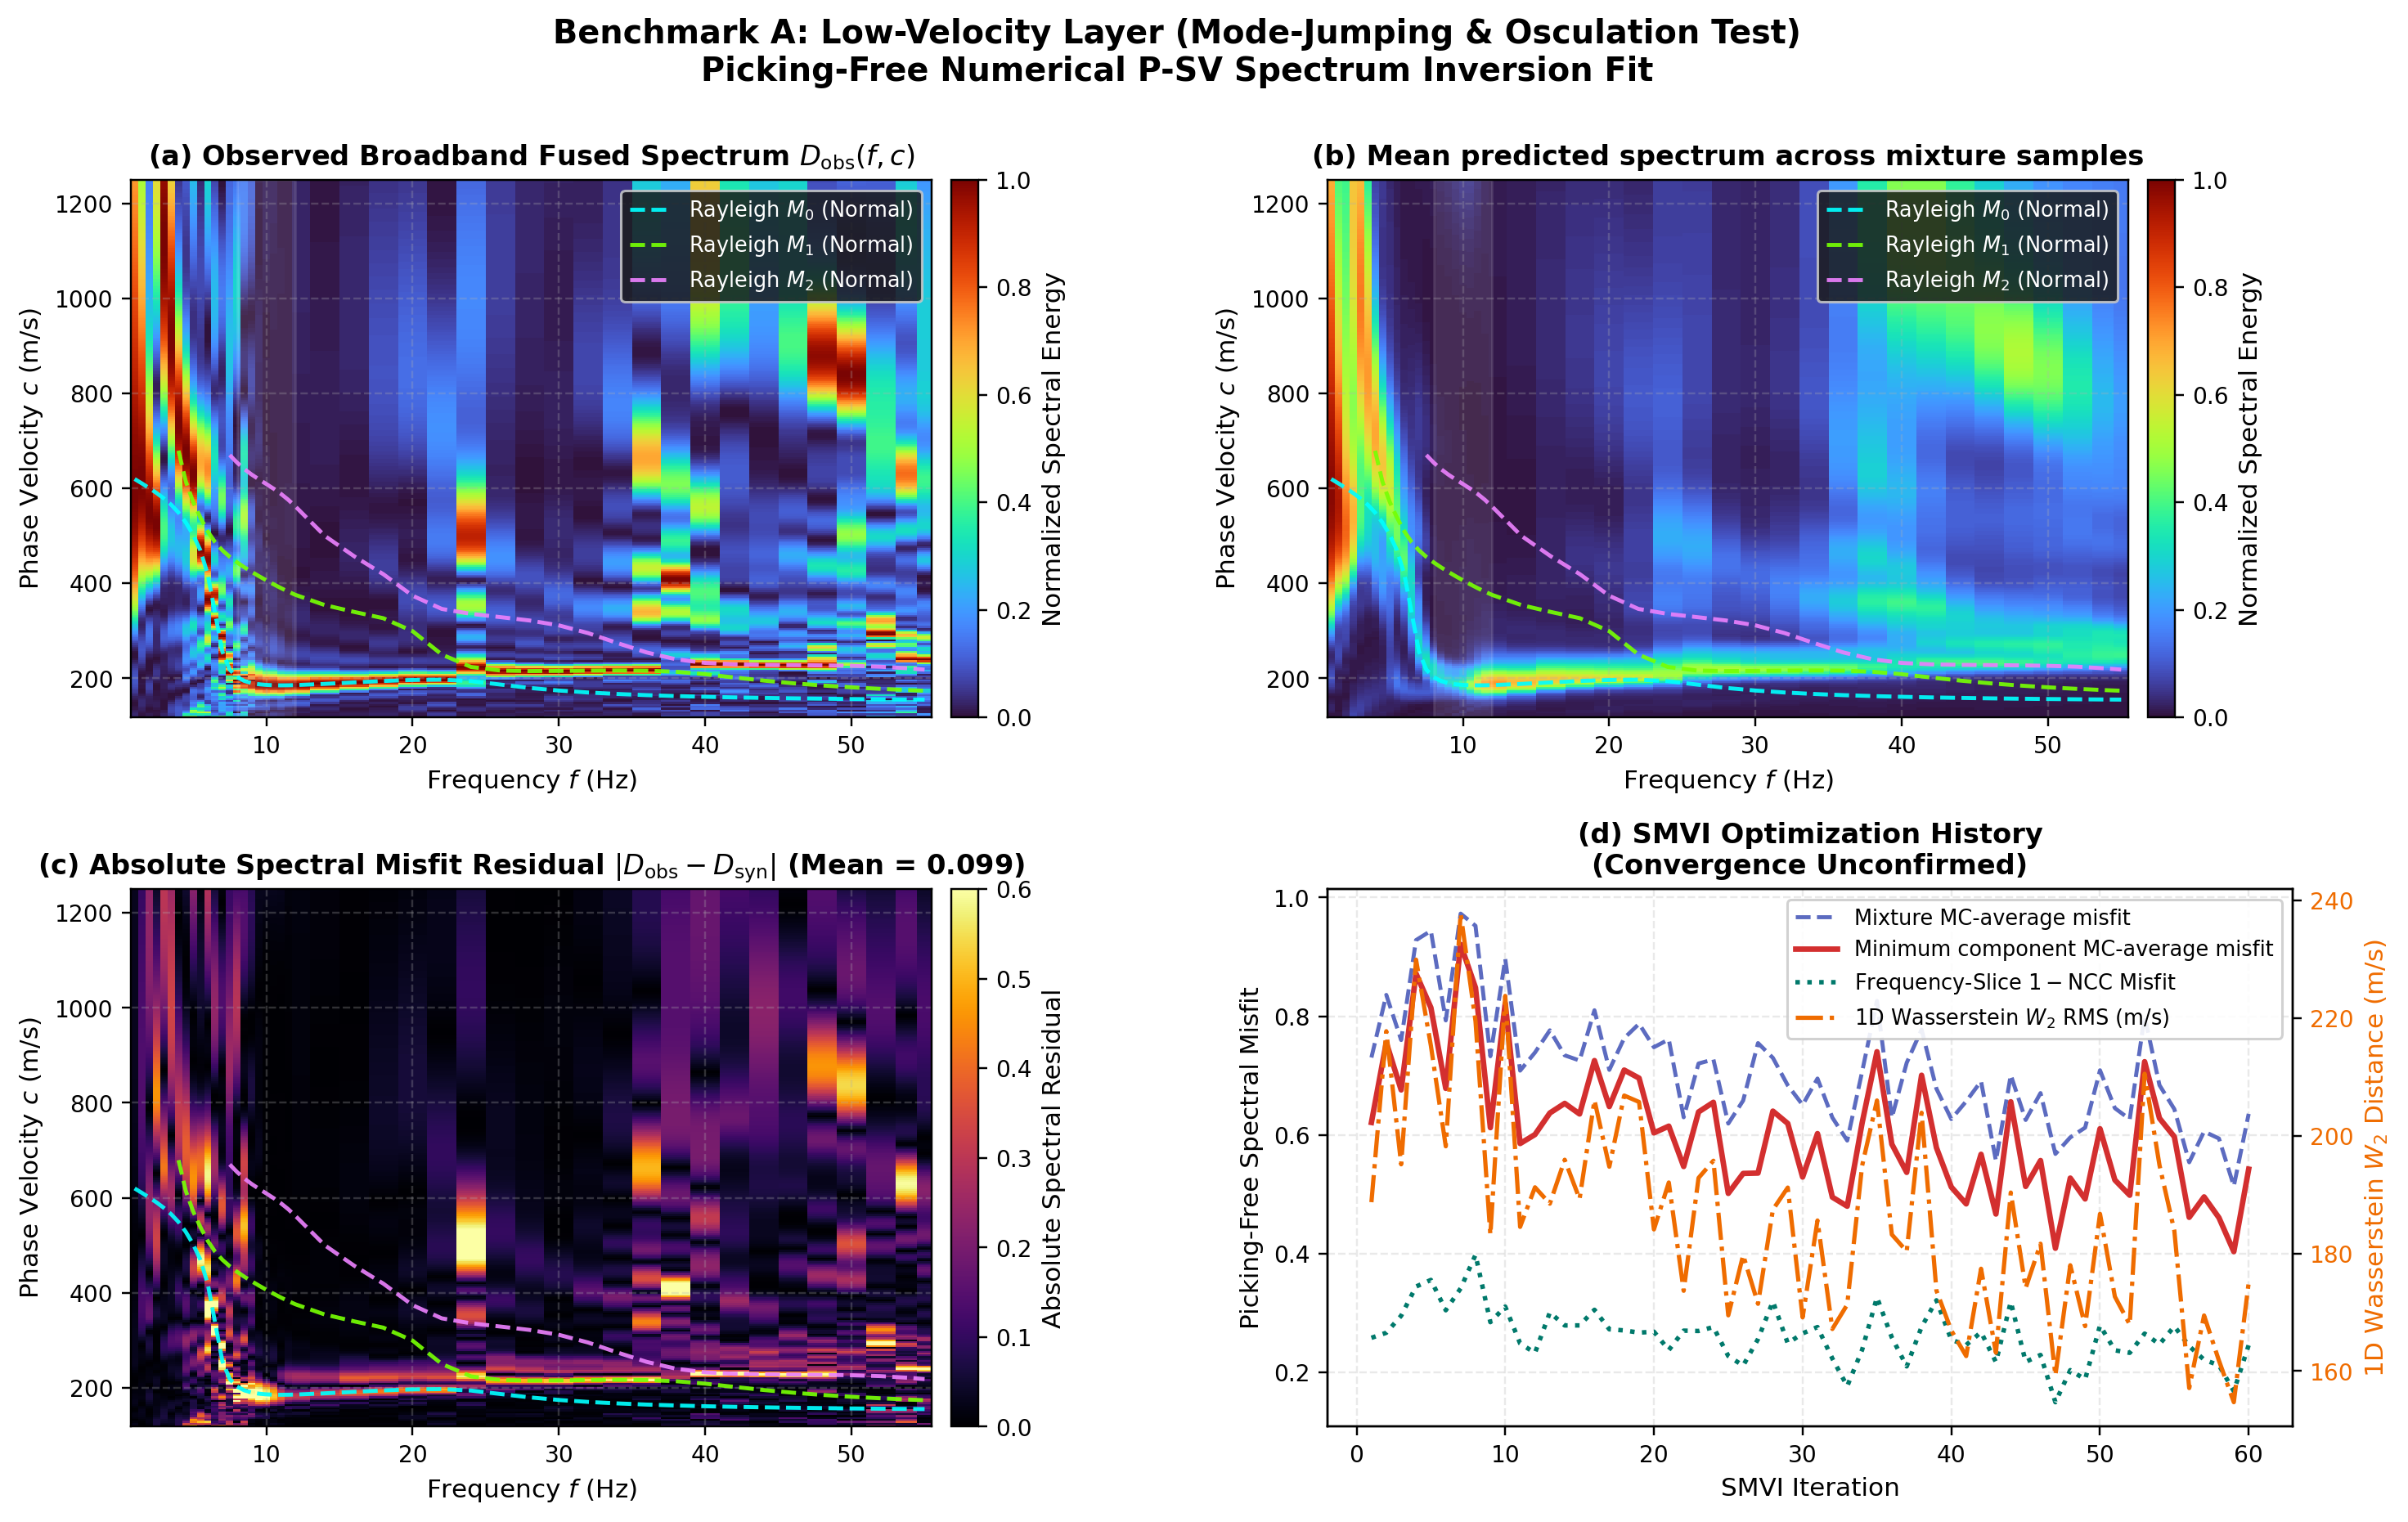 Benchmark A: Low-Velocity Layer (Mode-Jumping & Osculation Test)
Picking-Free Numerical P-SV Spectrum Inversion Fit
(a) Observed Broadband Fused Spectrum D_obs(f, c)
1200
1000
800
600
400
200
Phase Velocity c (m/s)
Rayleigh M_0 (Normal)
Rayleigh M_1 (Normal)
Rayleigh M_2 (Normal)
10 20 30 40 50
Frequency f (Hz)
1.0
0.8
0.6
0.4
0.2
0.0
Normalized Spectral Energy
(b) Mean predicted spectrum across mixture samples
1200
1000
800
600
400
200
Phase Velocity c (m/s)
Rayleigh M_0 (Normal)
Rayleigh M_1 (Normal)
Rayleigh M_2 (Normal)
10 20 30 40 50
Frequency f (Hz)
1.0
0.8
0.6
0.4
0.2
0.0
Normalized Spectral Energy
(c) Absolute Spectral Misfit Residual |D_obs − D_syn| (Mean = 0.099)
1200
1000
800
600
400
200
Phase Velocity c (m/s)
10 20 30 40 50
Frequency f (Hz)
0.6
0.5
0.4
0.3
0.2
0.1
0.0
Absolute Spectral Residual
(d) SMVI Optimization History
(Convergence Unconfirmed)
1.0
0.8
0.6
0.4
0.2
Picking-Free Spectral Misfit
Mixture MC-average misfit
Minimum component MC-average misfit
Frequency-Slice 1 − NCC Misfit
1D Wasserstein W_2 RMS (m/s)
0 10 20 30 40 50 60
SMVI Iteration
240
220
200
180
160
1D Wasserstein W_2 Distance (m/s)